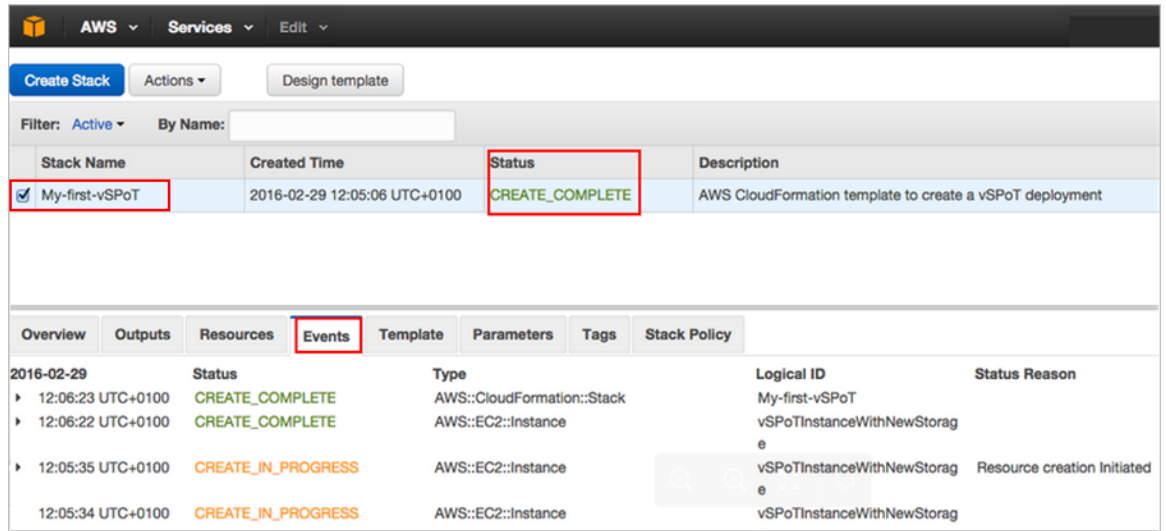 AWS Services Edit
Create Stack Actions Design template
Filter: Active By Name:
Stack Name Created Time Status Description
My-first-vSPoT 2016-02-29 12:05:06 UTC+0100 CREATE_COMPLETE AWS CloudFormation template to create a vSPoT deployment
Overview Outputs Resources Events Template Parameters Tags Stack Policy
2016-02-29 Status Type Logical ID Status Reason
12:06:23 UTC+0100 CREATE_COMPLETE AWS::CloudFormation::Stack My-first-vSPoT
12:06:22 UTC+0100 CREATE_COMPLETE AWS::EC2::Instance vSPoTInstanceWithNewStorag
e
12:05:35 UTC+0100 CREATE_IN_PROGRESS AWS::EC2::Instance vSPoTInstanceWithNewStorag Resource creation Initiated
e
12:05:34 UTC+0100 CREATE_IN_PROGRESS AWS::EC2::Instance vSPoTInstanceWithNewStorag